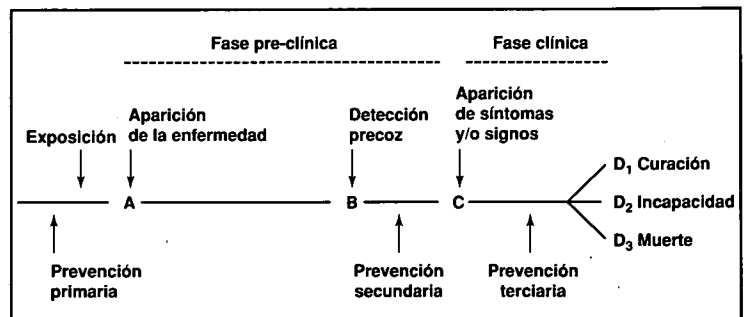 Fase pre-clínica
Fase clínica
Exposición
Aparición
de la enfermedad
Detección
precoz
Aparición
de síntomas
y/o signos
A
B
C
D₁ Curación
D₂ Incapacidad
D₃ Muerte
Prevención
primaria
Prevención
secundaria
Prevención
terciaria